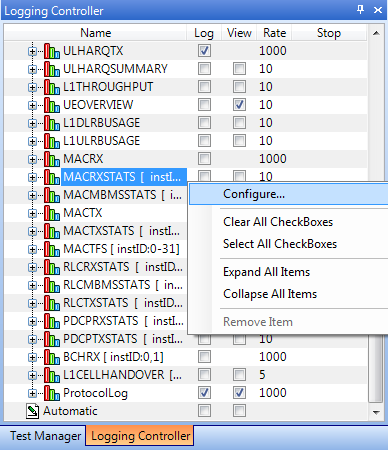 Logging Controller
Name Log View Rate Stop
ULHARQTX 1000
ULHARQSUMMARY 10
L1THROUGHPUT 10
UEOVERVIEW 10
L1DLRBUSAGE 10
L1ULRBUSAGE 10
MACRX 1000
MACRXSTATS [ instI... 10
MACMBMSSTATS [ i...
MACTX
MACTXSTATS [ instID...
MACTFS [ instID:0-31]
RLCRXSTATS [ instID...
RLCMBMSSTATS [ inst...
RLCTXSTATS [ instID...
PDCPRXSTATS [ inst...
PDCPTXSTATS [ inst... 10
BCHRX [ instID:0,1] 1000
L1CELLHANDOVER [... 5
ProtocolLog 1000
Automatic
Configure...
Clear All CheckBoxes
Select All CheckBoxes
Expand All Items
Collapse All Items
Remove Item
Test Manager Logging Controller